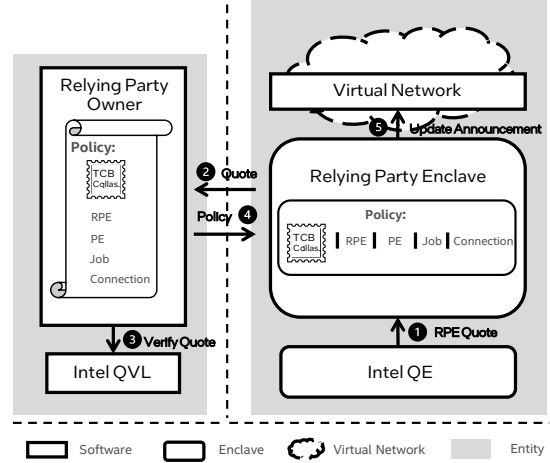 Relying Party
Owner
Policy:
TCB
Collas.
RPE
PE
Job
Connection
2 Quote
Policy 4
3 Verify Quote
Intel QVL
Virtual Network
5 Update Announcement
Relying Party Enclave
Policy:
TCB
Collas.
RPE
PE
Job
Connection
1 RPE Quote
Intel QE
Software
Enclave
Virtual Network
Entity